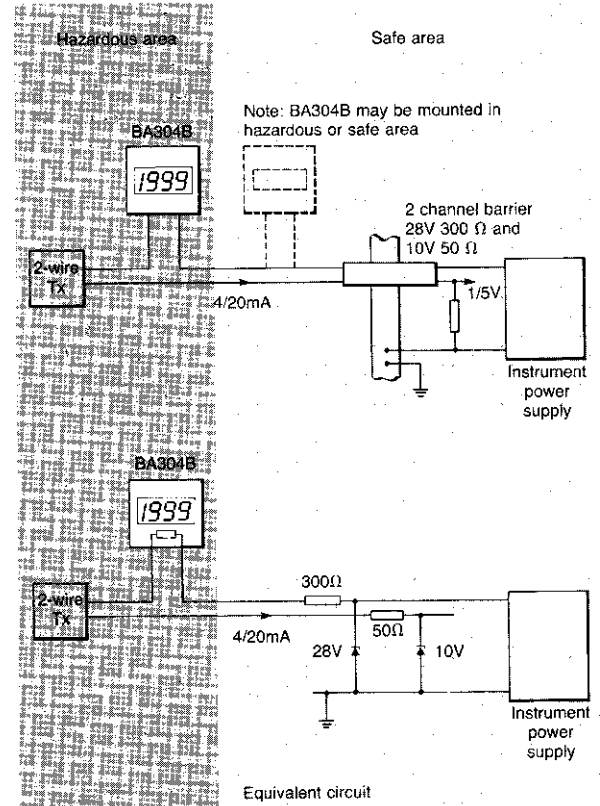 Hazardous area
Safe area
Note: BA304B may be mounted in
hazardous or safe area
BA304B
1999
2 channel barrier
28V 300 Ω and
10V 50 Ω
2-wire
Tx
4/20mA
1/5V
Instrument
power
supply
BA304B
1999
300Ω
2-wire
Tx
4/20mA
50Ω
28V
10V
Instrument
power
supply
Equivalent circuit